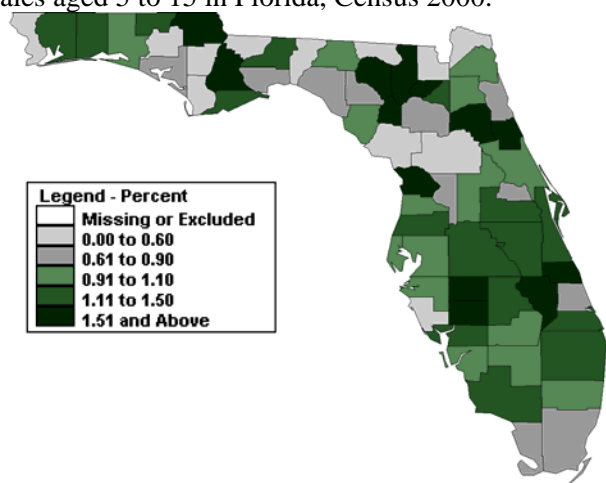 aged 5 to 15 in Florida, Census 2000.
Legend - Percent
Missing or Excluded
0.00 to 0.60
0.61 to 0.90
0.91 to 1.10
1.11 to 1.50
1.51 and Above